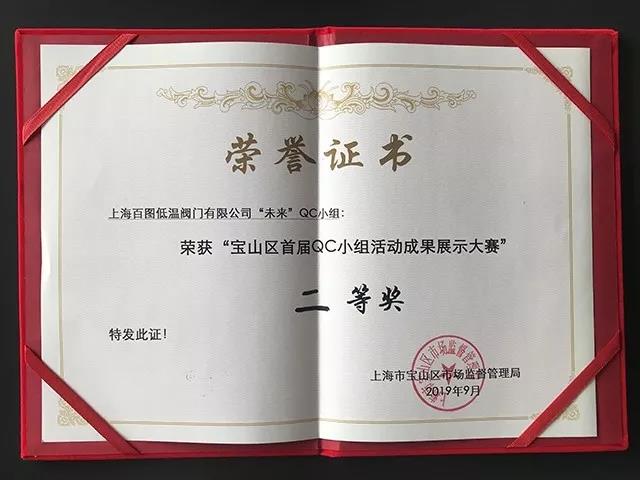 荣誉证书
上海百图低温阀门有限公司“未来”QC小组：
荣获“宝山区首届QC小组活动成果展示大赛”
二等奖
特发此证！
上海市宝山区市场监督管理局
2019年9月